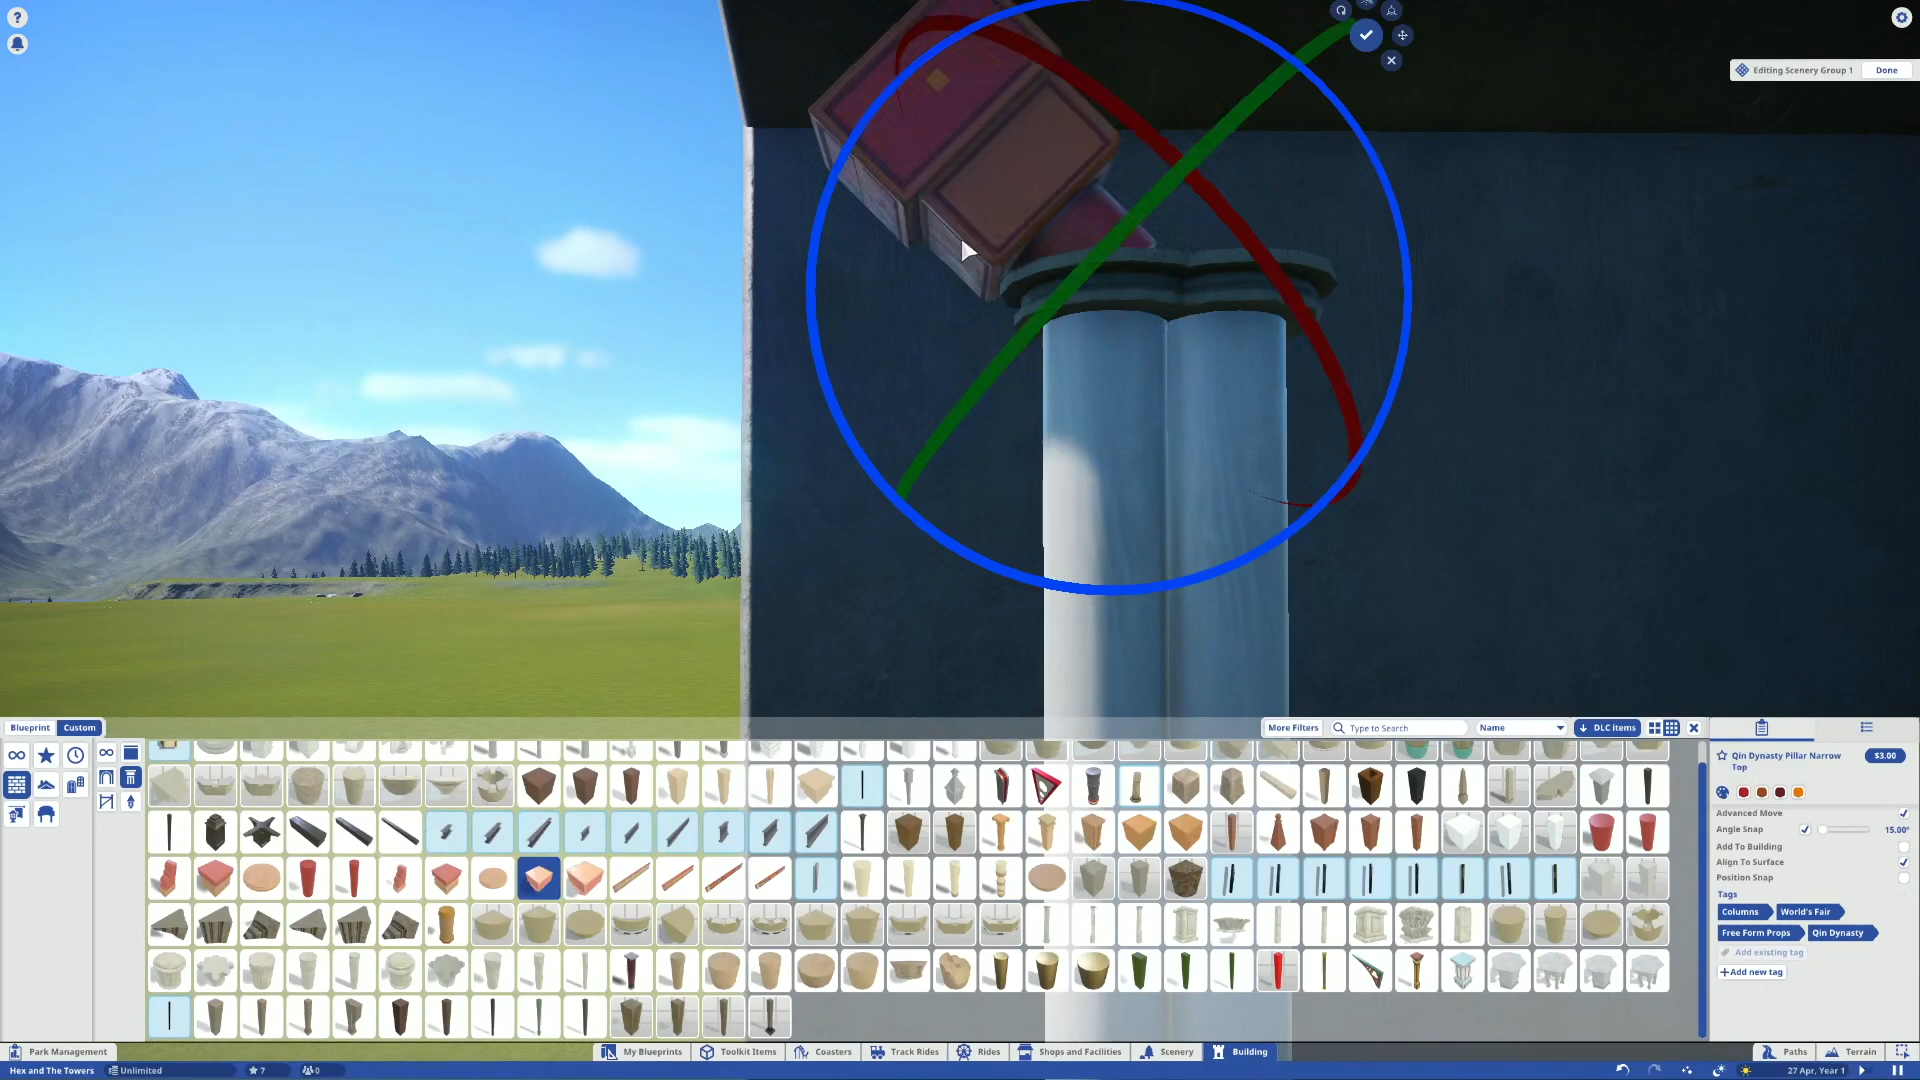 Editing Scenery Group 1 Done
Blueprint Custom
More Filters Type to Search Name DLC items
Qin Dynasty Pillar Narrow Top $3.00
Advanced Move
Angle Snap 15.00°
Add To Building
Align To Surface
Position Snap
Tags
Columns World's Fair
Free Form Props Qin Dynasty
Add existing tag
+Add new tag
Park Management My Blueprints Toolkit Items Coasters Track Rides Rides Shops and Facilities Scenery Building Paths Terrain
Hex and The Towers Unlimited 7 0 27 Apr, Year 1